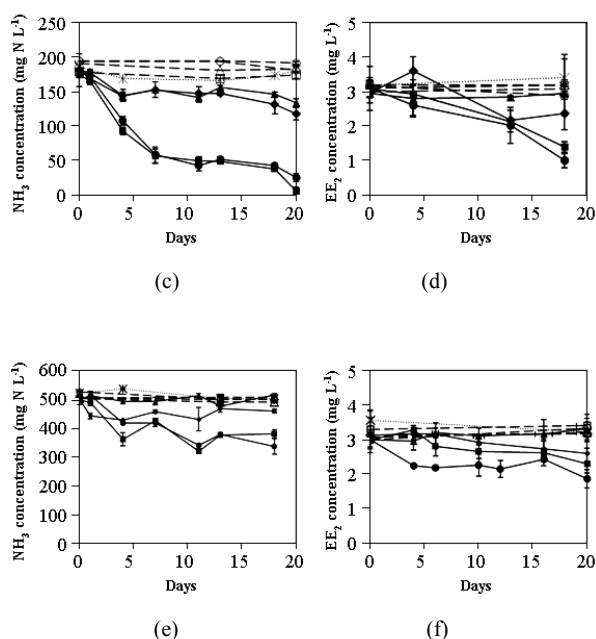 NH₃ concentration (mg N L⁻¹)
250
200
150
100
50
0
0 5 10 15 20
Days
(c)
EE₂ concentration (mg L⁻¹)
5
4
3
2
1
0
0 5 10 15 20
Days
(d)
NH₃ concentration (mg N L⁻¹)
600
500
400
300
200
100
0
0 5 10 15 20
Days
(e)
EE₂ concentration (mg L⁻¹)
5
4
3
2
1
0
0 5 10 15 20
Days
(f)